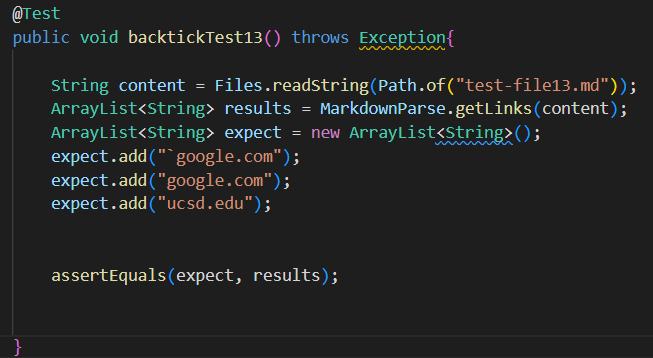 @Test
public void backtickTest13() throws Exception{
String content = Files.readString(Path.of("test-file13.md"));
ArrayList<String> results = MarkdownParse.getLinks(content);
ArrayList<String> expect = new ArrayList<String>();
expect.add("`google.com");
expect.add("google.com");
expect.add("ucsd.edu");
assertEquals(expect, results);
}